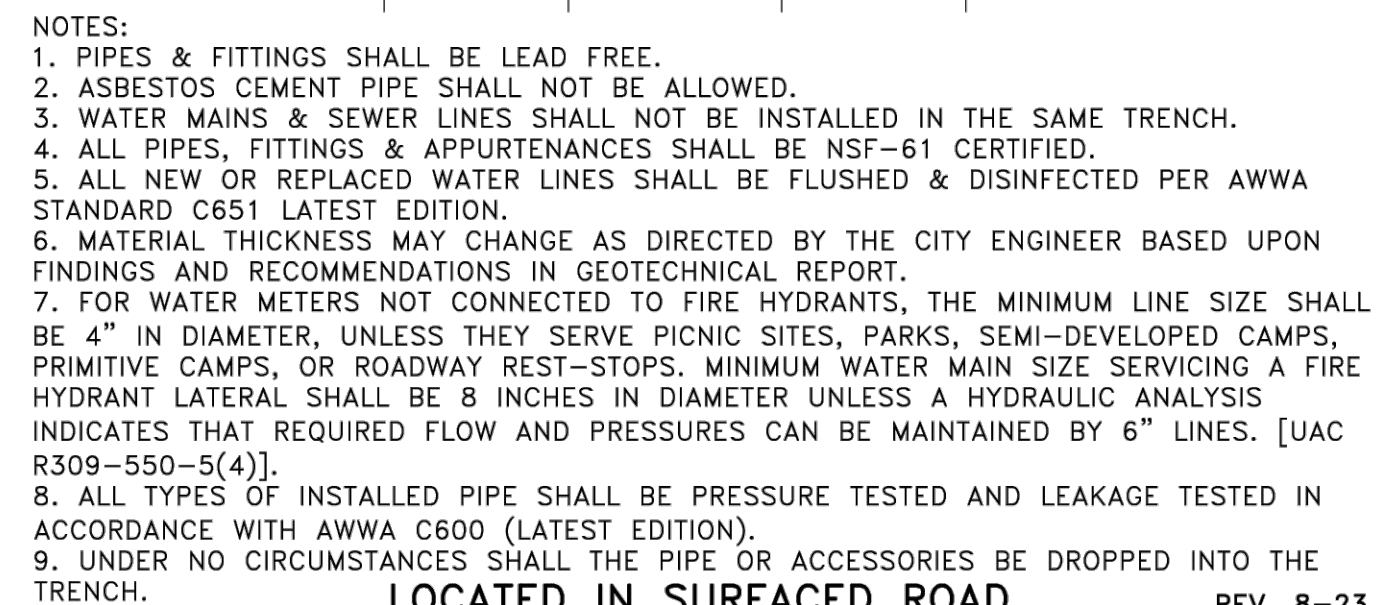 NOTES:
1. PIPES & FITTINGS SHALL BE LEAD FREE.
2. ASBESTOS CEMENT PIPE SHALL NOT BE ALLOWED.
3. WATER MAINS & SEWER LINES SHALL NOT BE INSTALLED IN THE SAME TRENCH.
4. ALL PIPES, FITTINGS & APPURTENANCES SHALL BE NSF-61 CERTIFIED.
5. ALL NEW OR REPLACED WATER LINES SHALL BE FLUSHED & DISINFECTED PER AWWA
STANDARD C651 LATEST EDITION.
6. MATERIAL THICKNESS MAY CHANGE AS DIRECTED BY THE CITY ENGINEER BASED UPON
FINDINGS AND RECOMMENDATIONS IN GEOTECHNICAL REPORT.
7. FOR WATER METERS NOT CONNECTED TO FIRE HYDRANTS, THE MINIMUM LINE SIZE SHALL
BE 4” IN DIAMETER, UNLESS THEY SERVE PICNIC SITES, PARKS, SEMI-DEVELOPED CAMPS,
PRIMITIVE CAMPS, OR ROADWAY REST-STOPS. MINIMUM WATER MAIN SIZE SERVICING A FIRE
HYDRANT LATERAL SHALL BE 8 INCHES IN DIAMETER UNLESS A HYDRAULIC ANALYSIS
INDICATES THAT REQUIRED FLOW AND PRESSURES CAN BE MAINTAINED BY 6” LINES. [UAC
R309-550-5(4)].
8. ALL TYPES OF INSTALLED PIPE SHALL BE PRESSURE TESTED AND LEAKAGE TESTED IN
ACCORDANCE WITH AWWA C600 (LATEST EDITION).
9. UNDER NO CIRCUMSTANCES SHALL THE PIPE OR ACCESSORIES BE DROPPED INTO THE
TRENCH.
LOCATED IN SURFACED ROAD
REV. 8-23